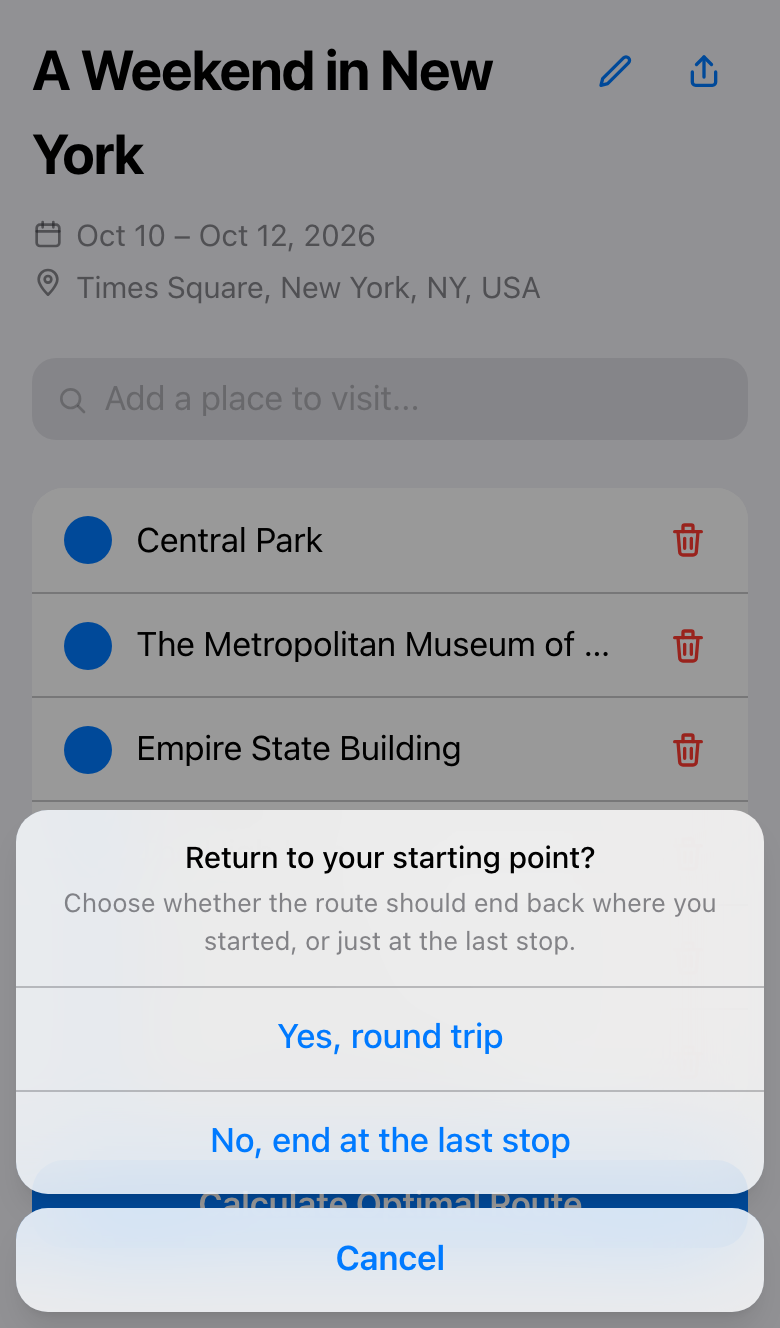 A Weekend in New
York
Oct 10 – Oct 12, 2026
Times Square, New York, NY, USA
Add a place to visit...
Central Park
The Metropolitan Museum of ...
Empire State Building
Return to your starting point?
Choose whether the route should end back where you
started, or just at the last stop.
Yes, round trip
No, end at the last stop
Calculate Optimal Route
Cancel